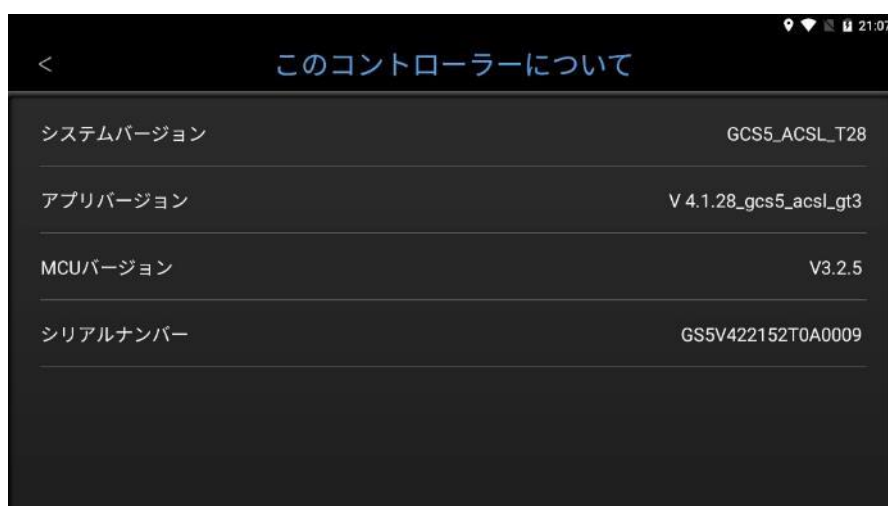 21:07
<
このコントローラーについて
システムバージョン GCS5_ACSL_T28
アプリバージョン V 4.1.28_gcs5_acsl_gt3
MCUバージョン V3.2.5
シリアルナンバー GS5V422152T0A0009